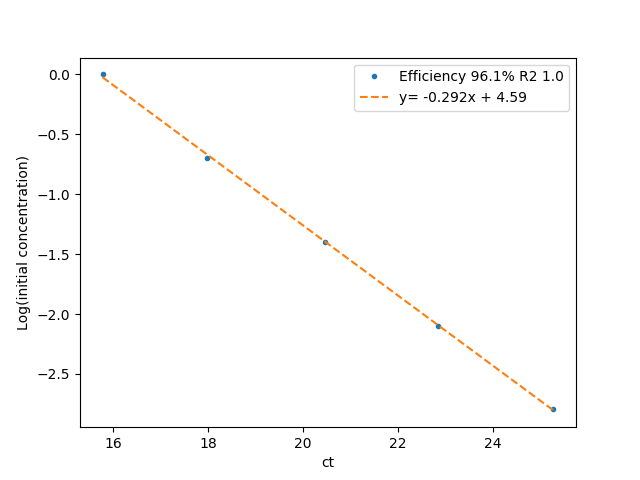 Efficiency 96.1% R2 1.0
y= -0.292x + 4.59
0.0
−0.5
−1.0
−1.5
−2.0
−2.5
Log(initial concentration)
16 18 20 22 24
ct